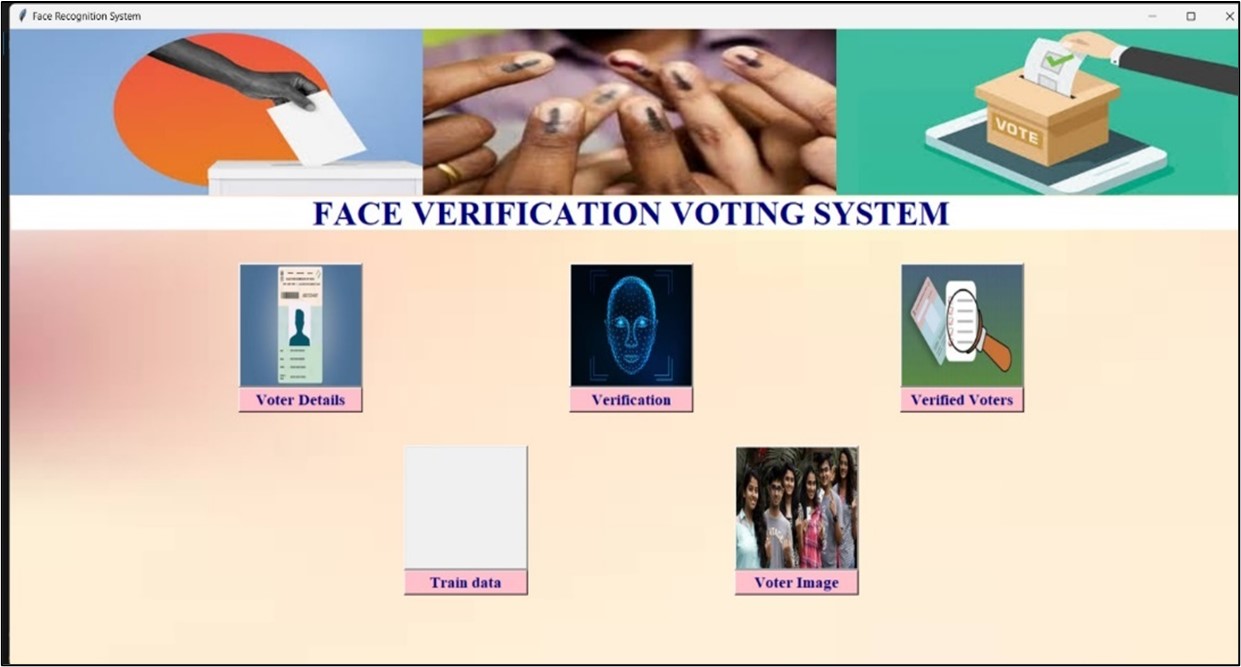 Face Recognition System
VOTE
FACE VERIFICATION VOTING SYSTEM
Voter Details
Verification
Verified Voters
Train data
Voter Image